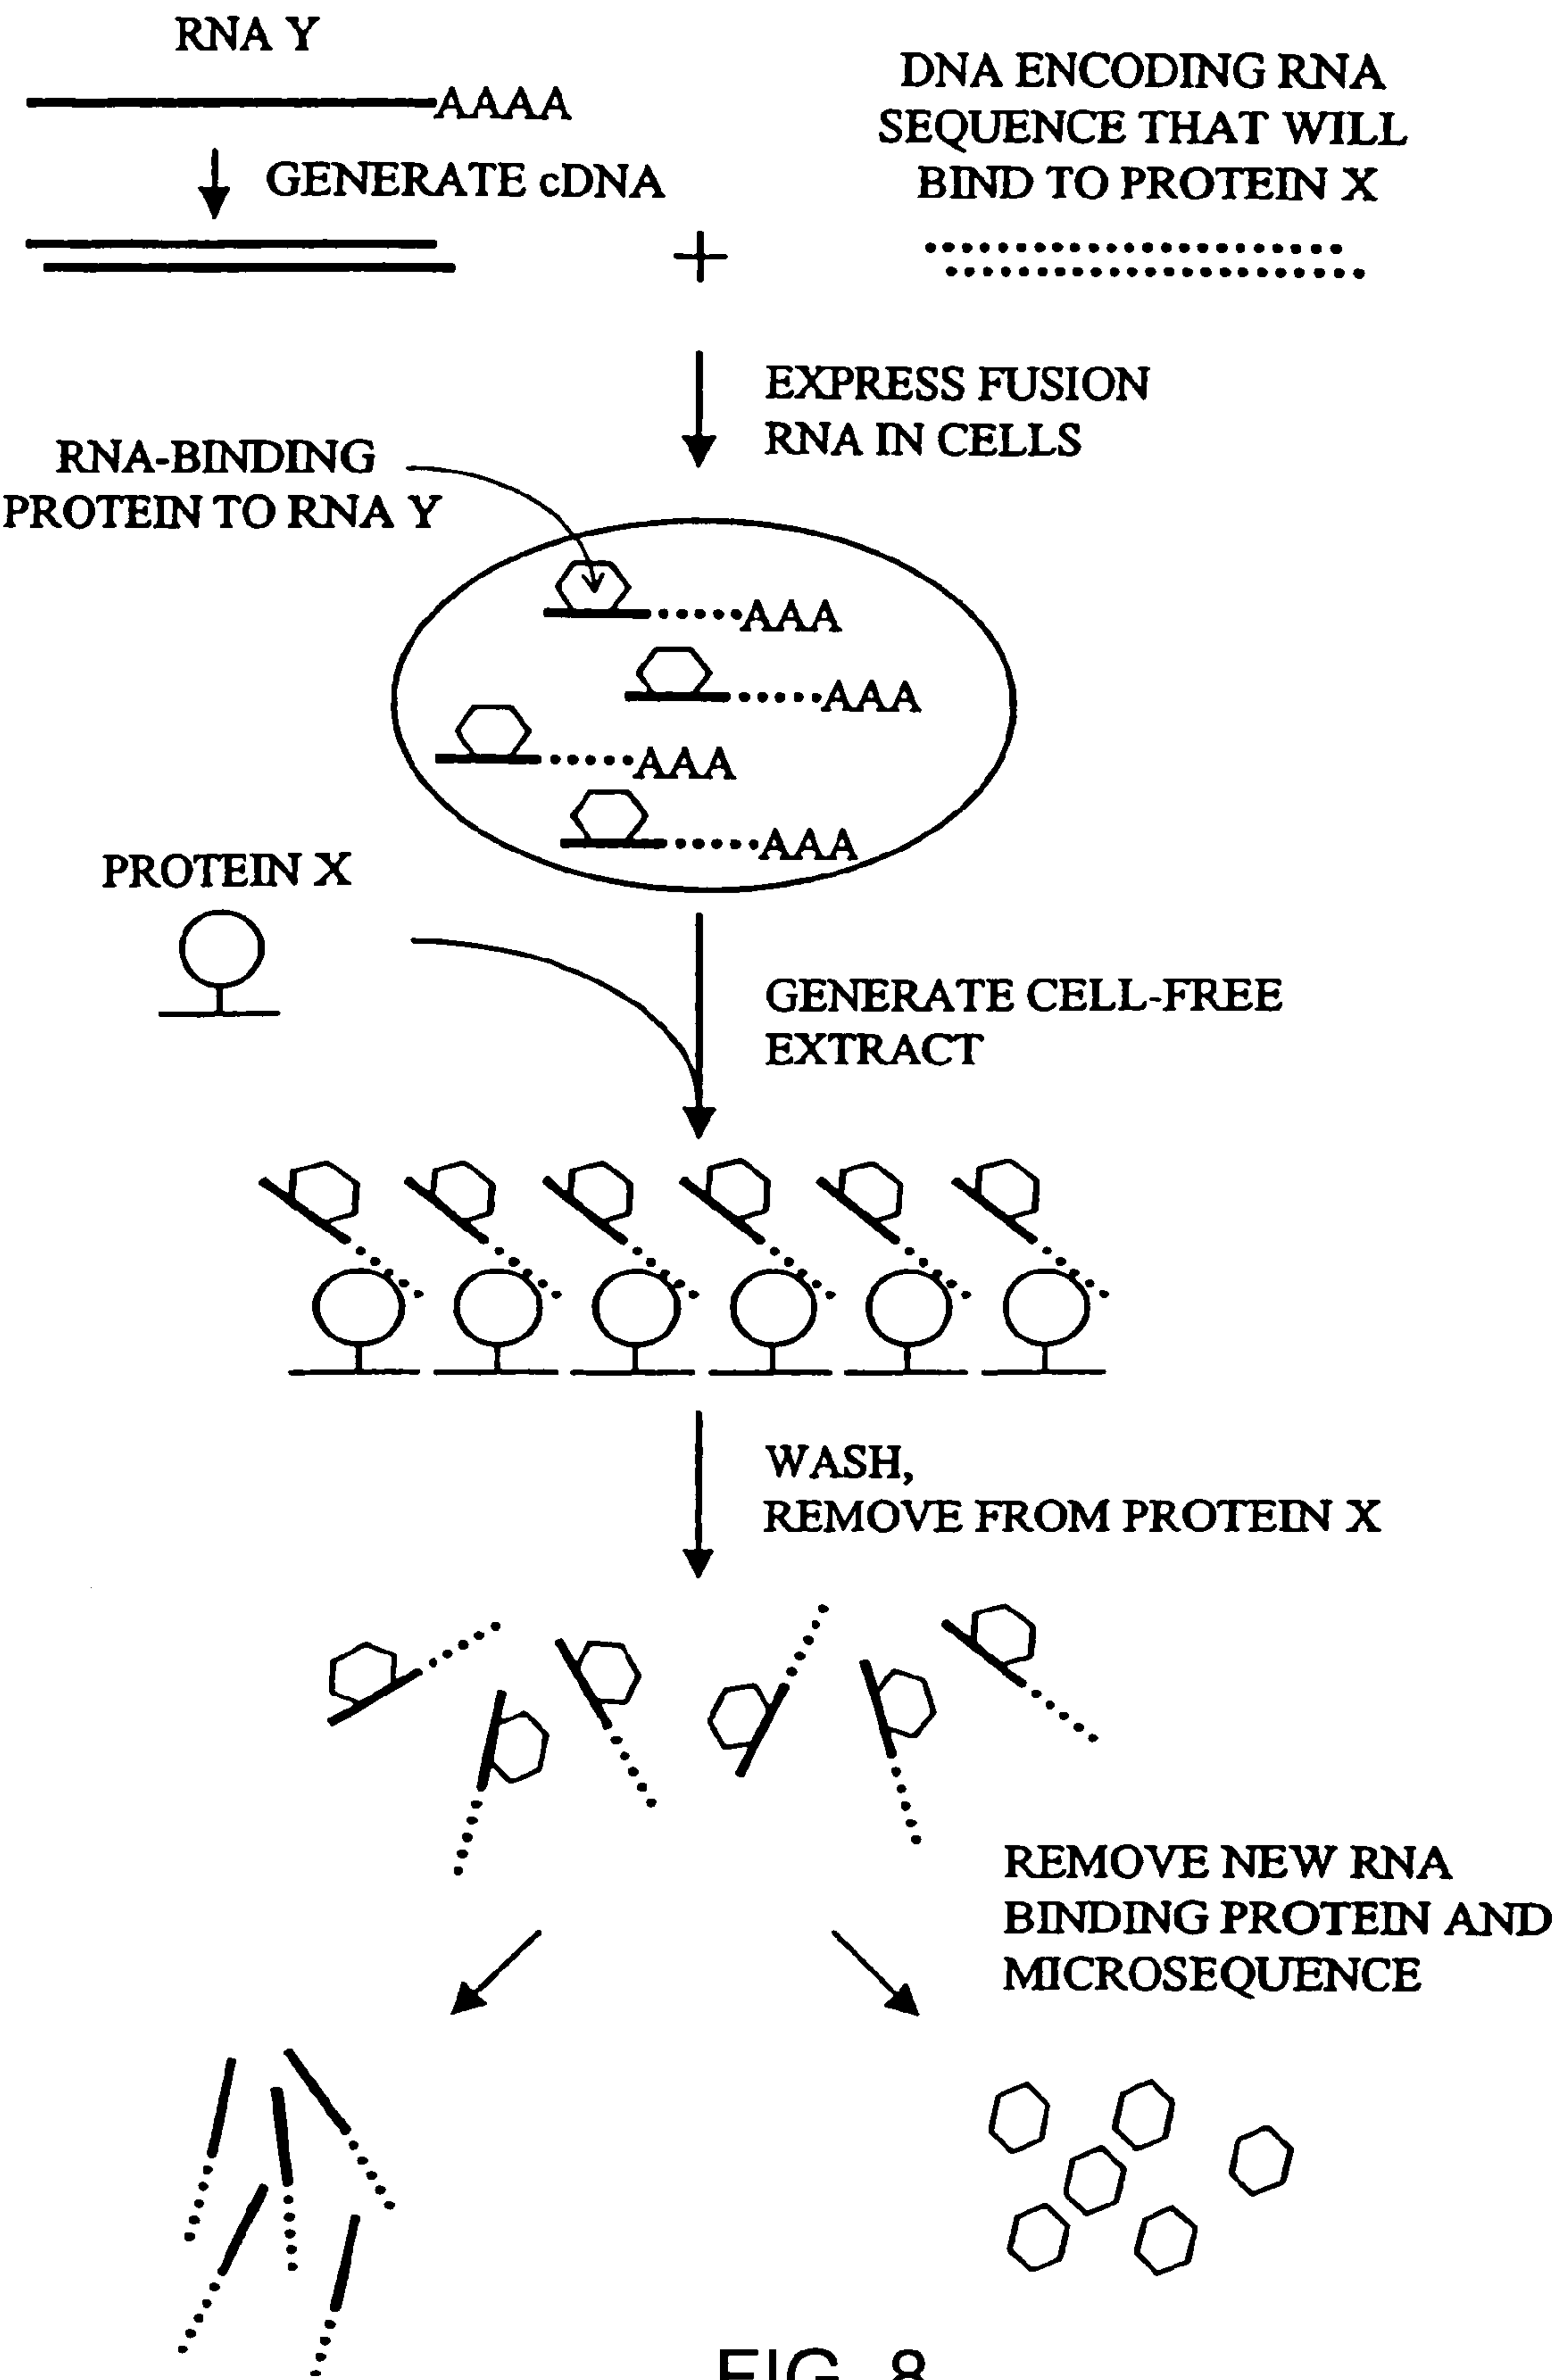 RNA Y
AAAA
GENERATE cDNA
DNA ENCODING RNA
SEQUENCE THAT WILL
BIND TO PROTEIN X
+
EXPRESS FUSION
RNA IN CELLS
RNA-BINDING
PROTEIN TO RNA Y
AAA
AAA
AAA
AAA
PROTEIN X
GENERATE CELL-FREE
EXTRACT
WASH,
REMOVE FROM PROTEIN X
REMOVE NEW RNA
BINDING PROTEIN AND
MICROSEQUENCE
FIG. 8